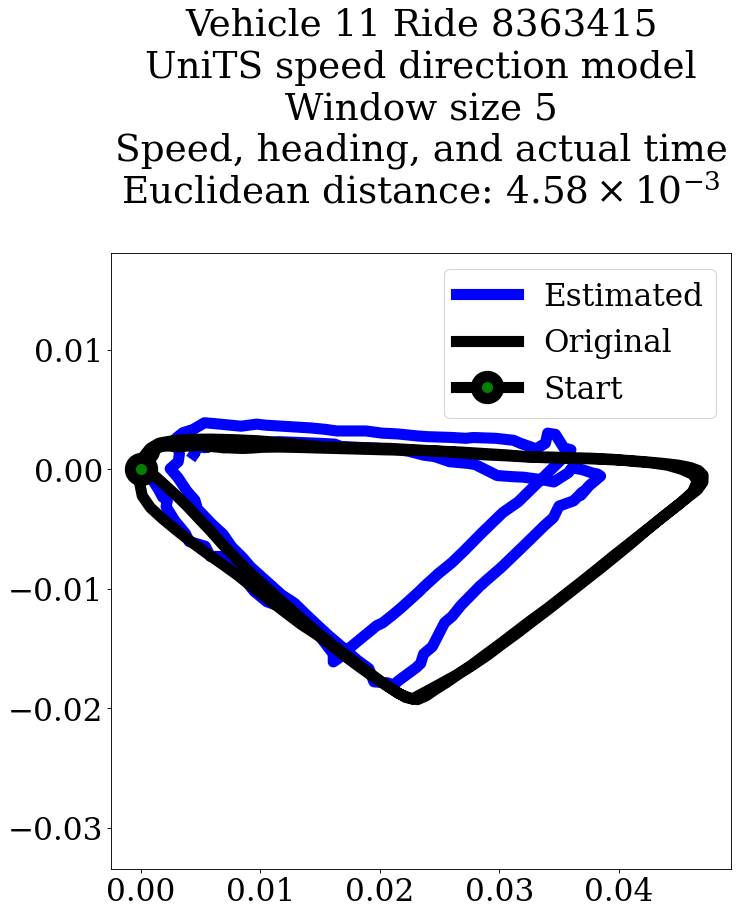 Vehicle 11 Ride 8363415
UniTS speed direction model
Window size 5
Speed, heading, and actual time
Euclidean distance: 4.58 × 10⁻³
Estimated
Original
Start
0.01
0.00
−0.01
−0.02
−0.03
0.00 0.01 0.02 0.03 0.04